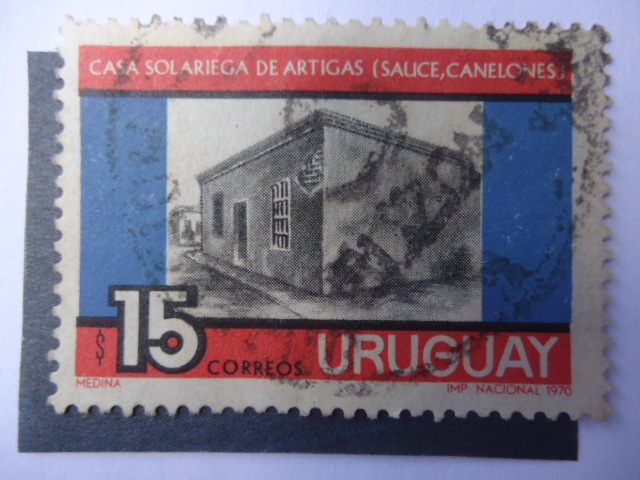 CASA SOLARIEGA DE ARTIGAS (SAUCE, CANELONES)
$ 15 CORREOS URUGUAY
MEDINA IMP. NACIONAL 1970